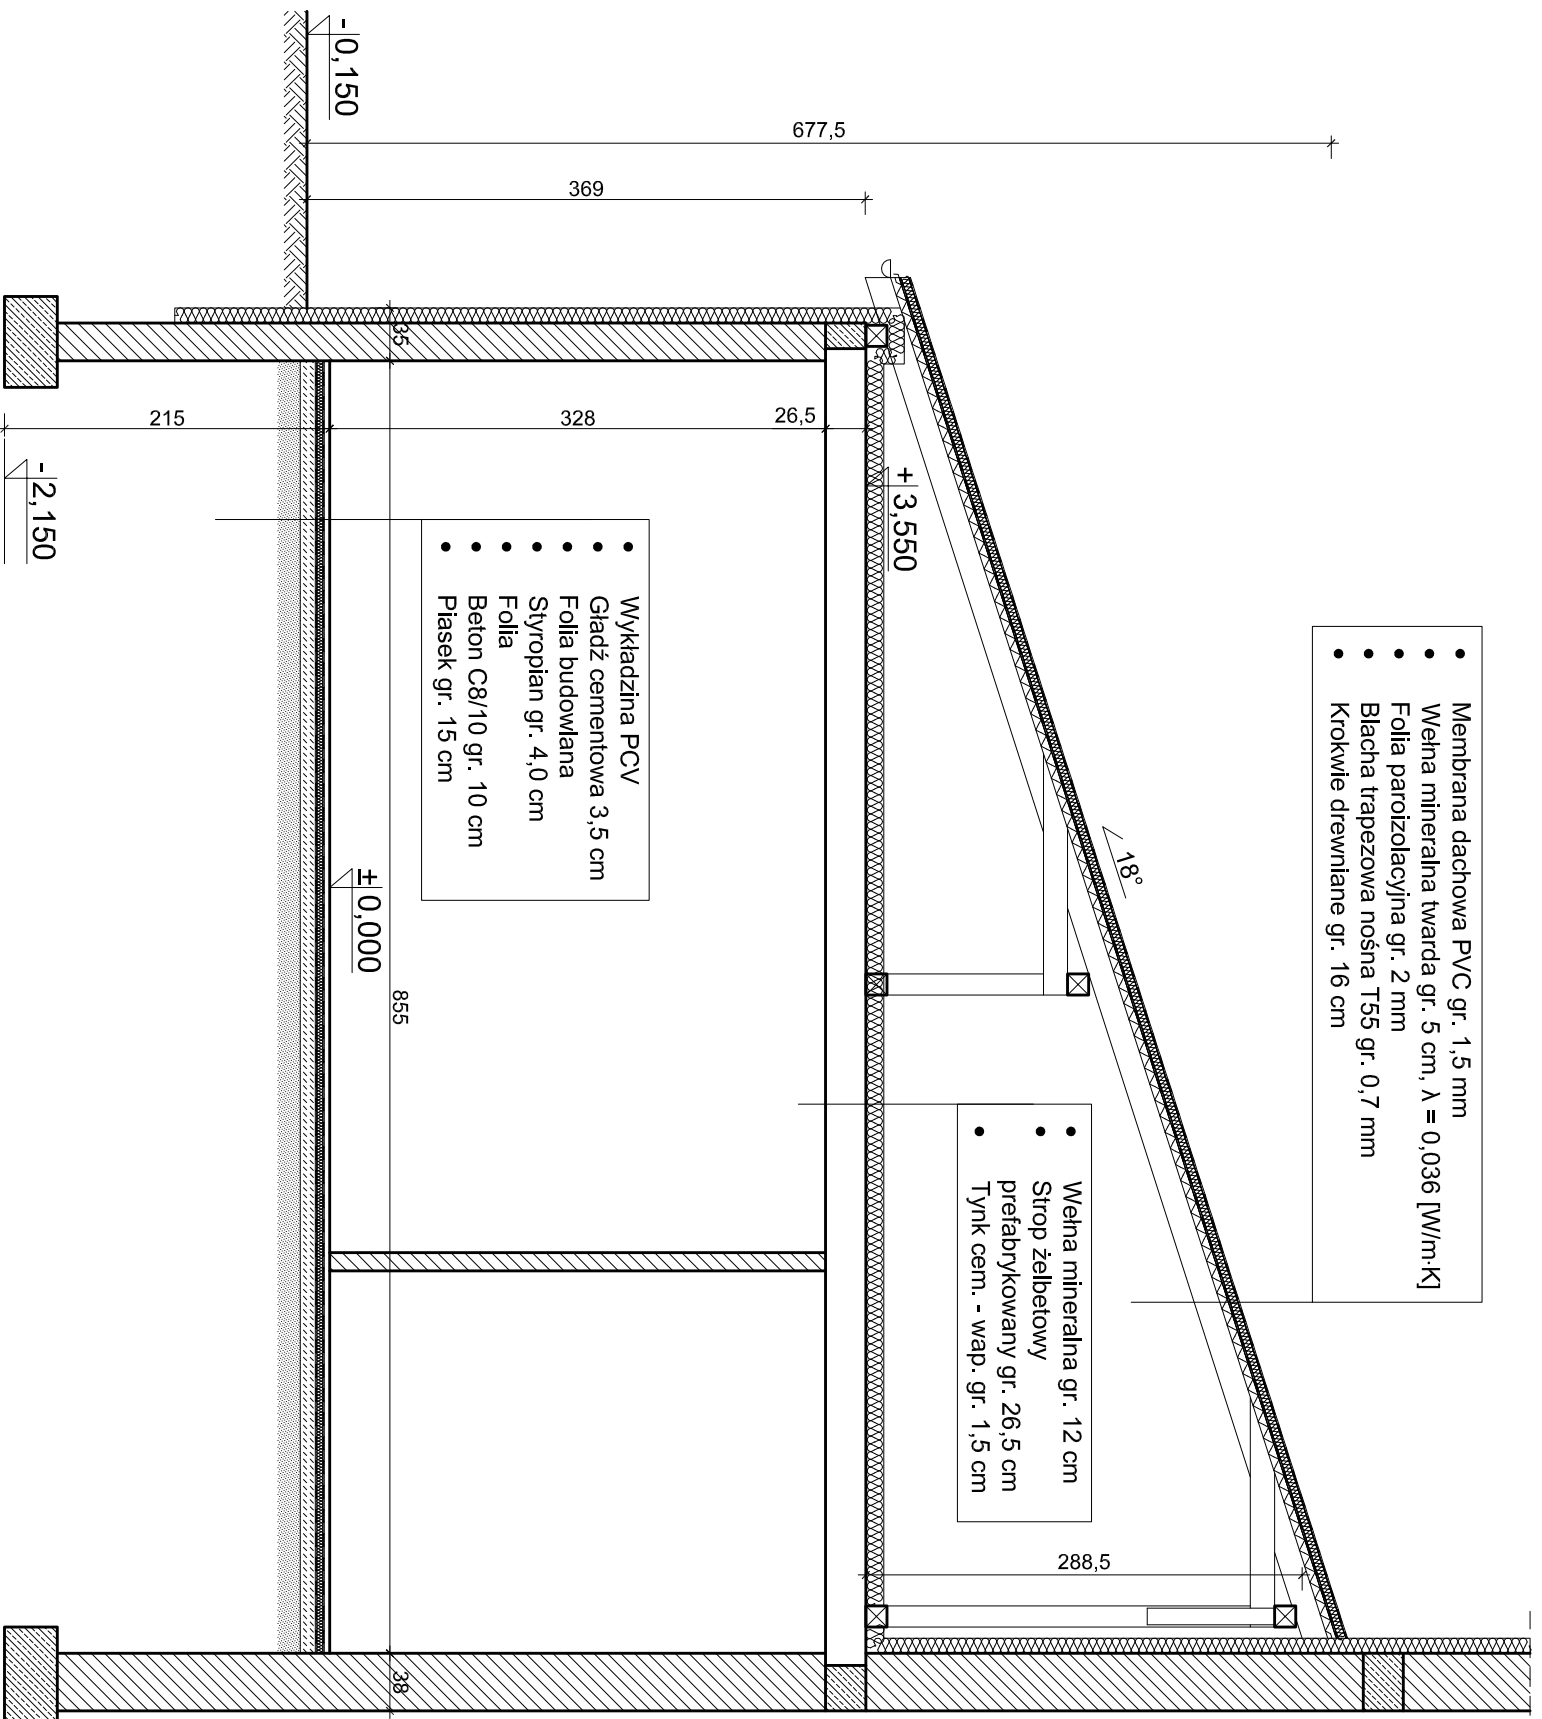 Membrana dachowa PVC gr. 1,5 mm
Wełna mineralna twarda gr. 5 cm, λ = 0,036 [W/m·K]
Folia paroizolacyjna gr. 2 mm
Blacha trapezowa nośna T55 gr. 0,7 mm
Krokwie drewniane gr. 16 cm
18°
Wełna mineralna gr. 12 cm
Strop żelbetowy
prefabrykowany gr. 26,5 cm
Tynk cem. - wap. gr. 1,5 cm
288,5
677,5
369
+ 3,550
Wykładzina PCV
Gładź cementowa 3,5 cm
Folia budowlana
Styropian gr. 4,0 cm
Folia
Beton C8/10 gr. 10 cm
Piasek gr. 15 cm
26,5
328
215
35
855
38
± 0,000
-0,150
-2,150